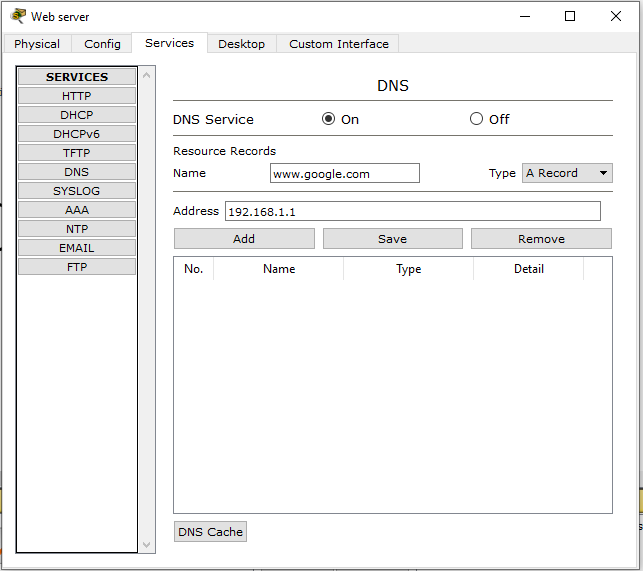 Web server
Physical Config Services Desktop Custom Interface
SERVICES
HTTP
DHCP
DHCPv6
TFTP
DNS
SYSLOG
AAA
NTP
EMAIL
FTP
DNS
DNS Service On Off
Resource Records
Name www.google.com Type A Record
Address 192.168.1.1
Add Save Remove
No. Name Type Detail
DNS Cache